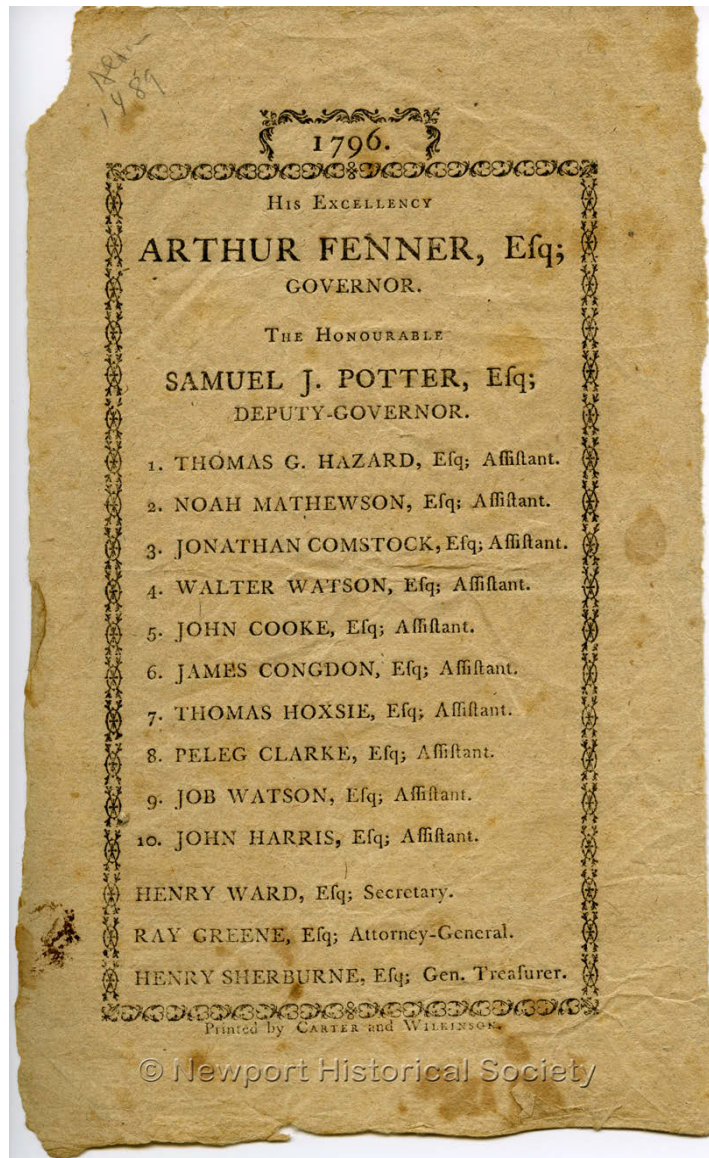 1489
1796.
His Excellency
ARTHUR FENNER, Eſq;
GOVERNOR.
The Honourable
SAMUEL J. POTTER, Eſq;
DEPUTY-GOVERNOR.
1. THOMAS G. HAZARD, Eſq; Aſſiſtant.
2. NOAH MATHEWSON, Eſq; Aſſiſtant.
3. JONATHAN COMSTOCK, Eſq; Aſſiſtant.
4. WALTER WATSON, Eſq; Aſſiſtant.
5. JOHN COOKE, Eſq; Aſſiſtant.
6. JAMES CONGDON, Eſq; Aſſiſtant.
7. THOMAS HOXSIE, Eſq; Aſſiſtant.
8. PELEG CLARKE, Eſq; Aſſiſtant.
9. JOB WATSON, Eſq; Aſſiſtant.
10. JOHN HARRIS, Eſq; Aſſiſtant.
HENRY WARD, Eſq; Secretary.
RAY GREENE, Eſq; Attorney-General.
HENRY SHERBURNE, Eſq; Gen. Treaſurer.
Printed by Carter and Wilkinson.
© Newport Historical Society